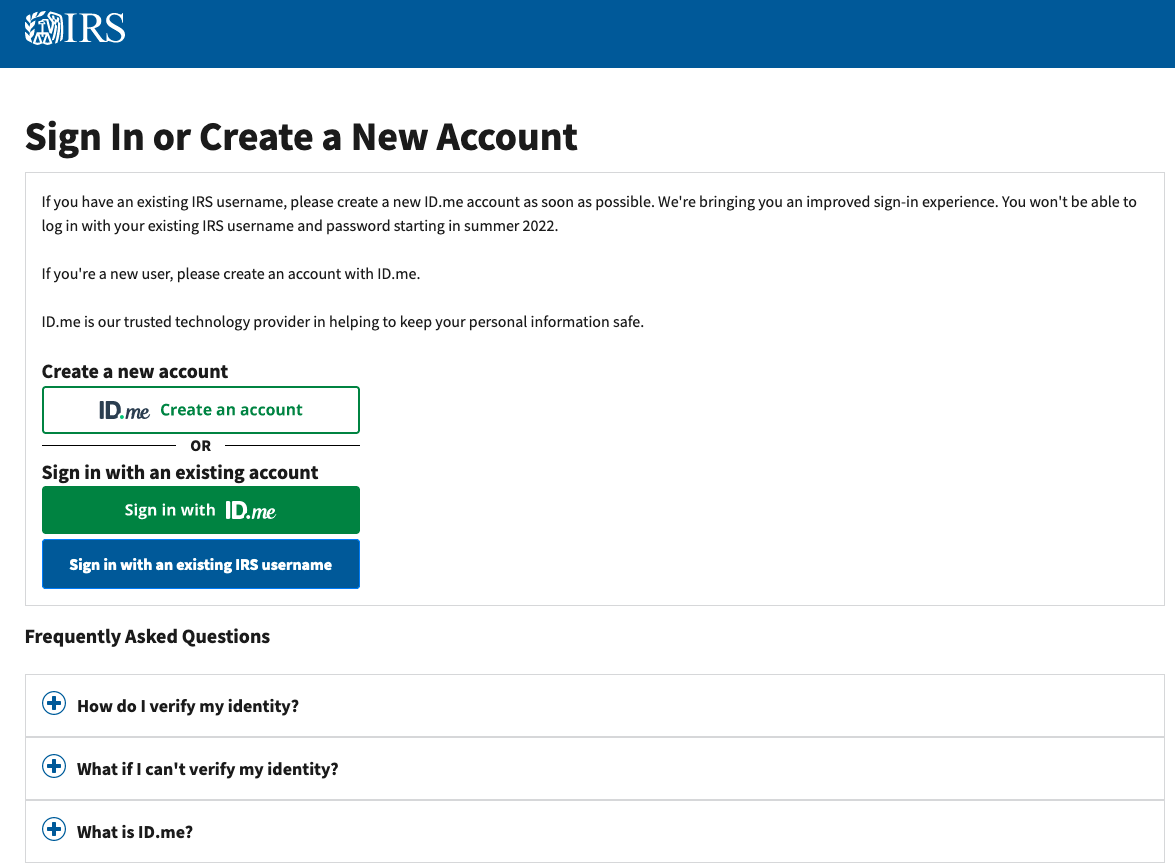 IRS
Sign In or Create a New Account
If you have an existing IRS username, please create a new ID.me account as soon as possible. We're bringing you an improved sign-in experience. You won't be able to
log in with your existing IRS username and password starting in summer 2022.
If you're a new user, please create an account with ID.me.
ID.me is our trusted technology provider in helping to keep your personal information safe.
Create a new account
ID.me Create an account
OR
Sign in with an existing account
Sign in with ID.me
Sign in with an existing IRS username
Frequently Asked Questions
How do I verify my identity?
What if I can't verify my identity?
What is ID.me?